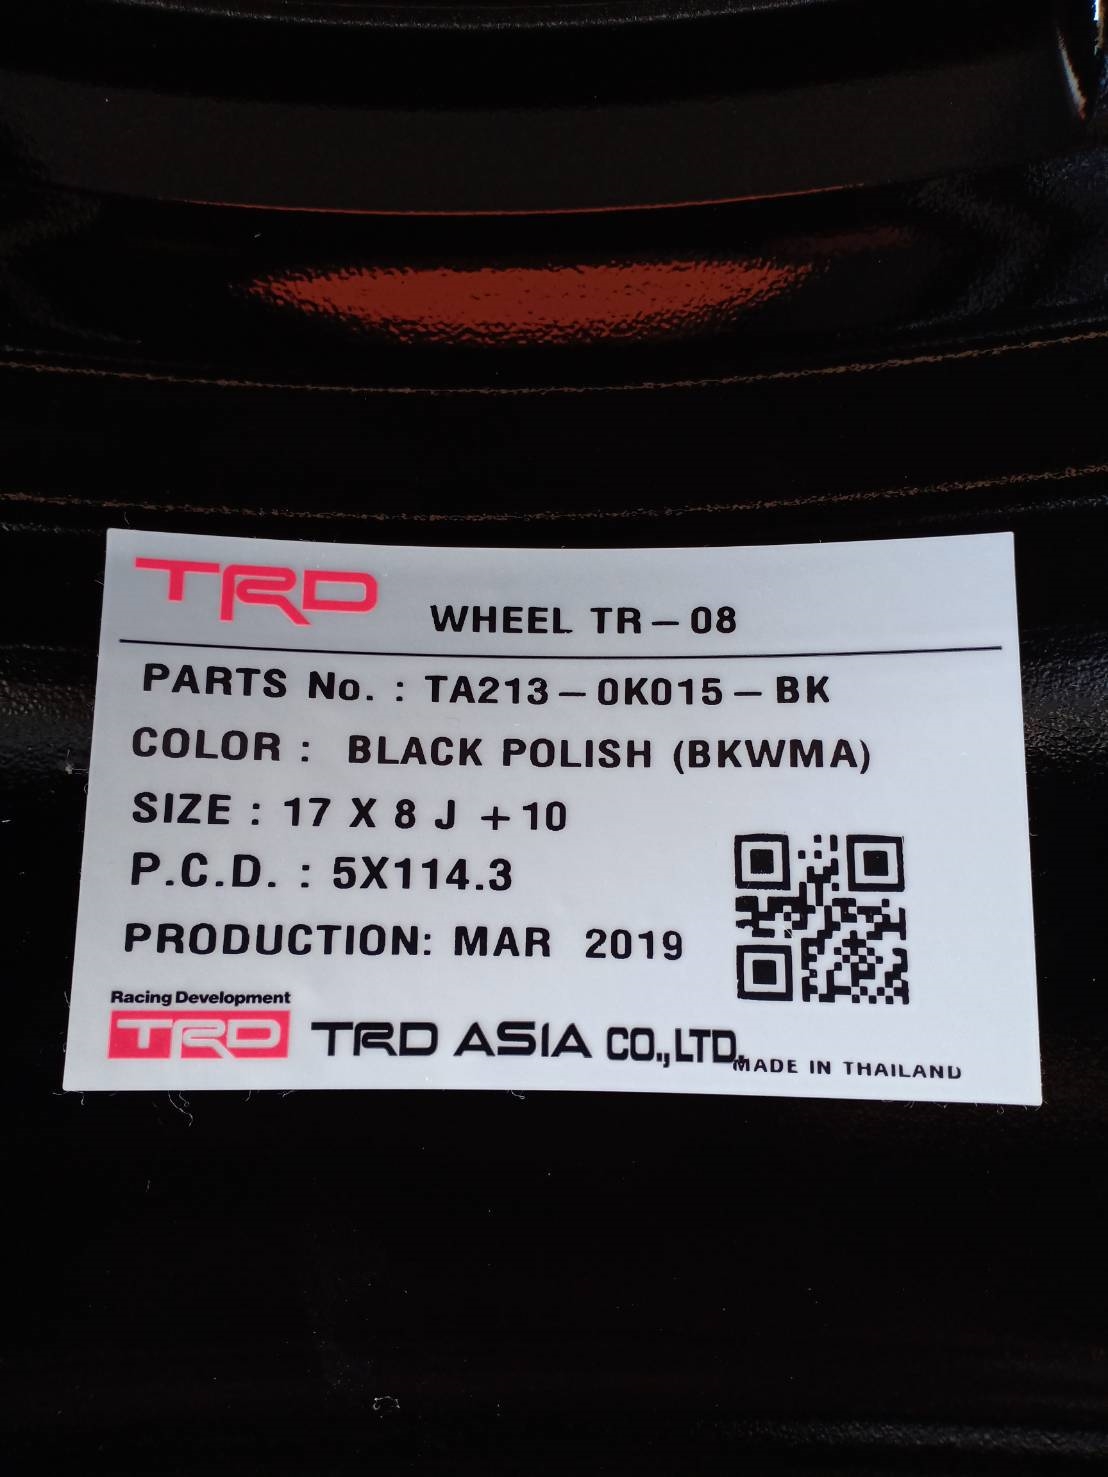 TRD WHEEL TR-08
PARTS No. : TA213-0K015-BK
COLOR : BLACK POLISH (BKWMA)
SIZE : 17 X 8 J +10
P.C.D. : 5X114.3
PRODUCTION: MAR 2019
Racing Development
TRD TRD ASIA CO.,LTD.
MADE IN THAILAND